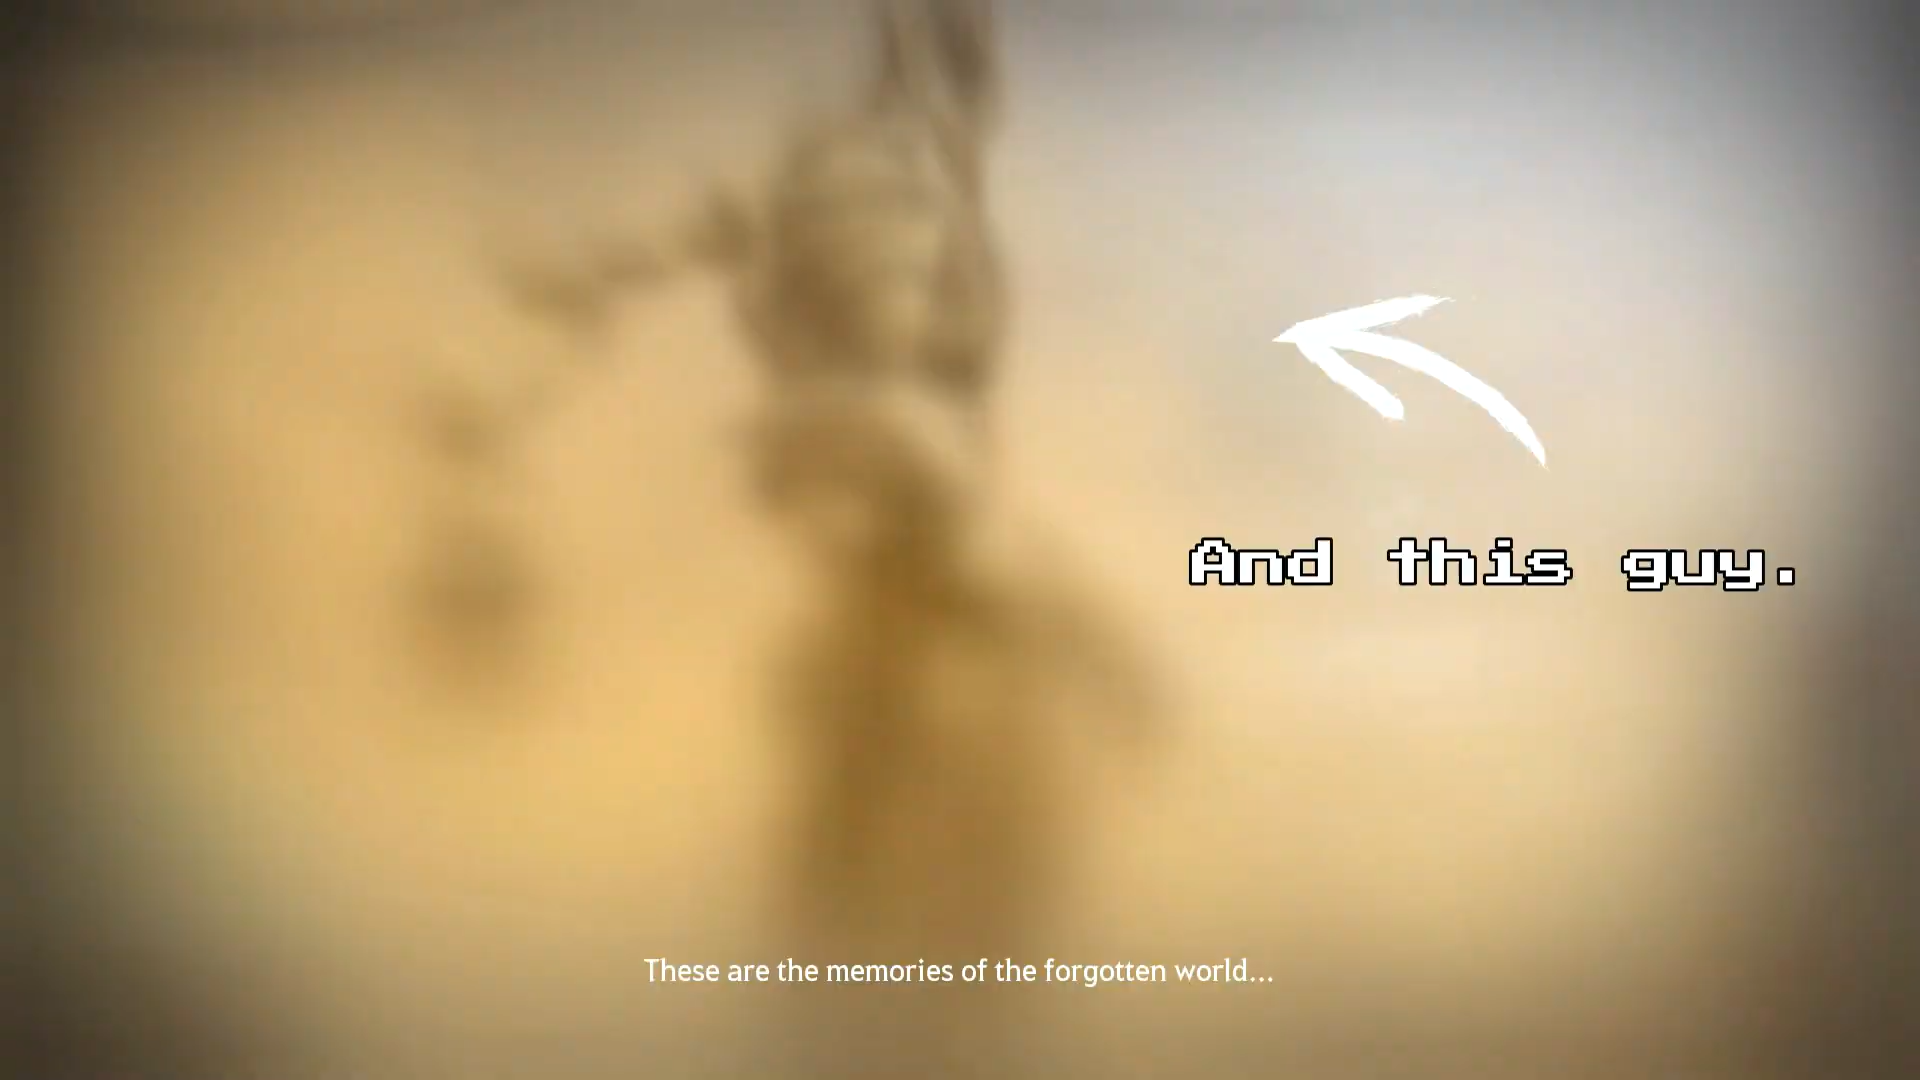 And this guy.
These are the memories of the forgotten world...